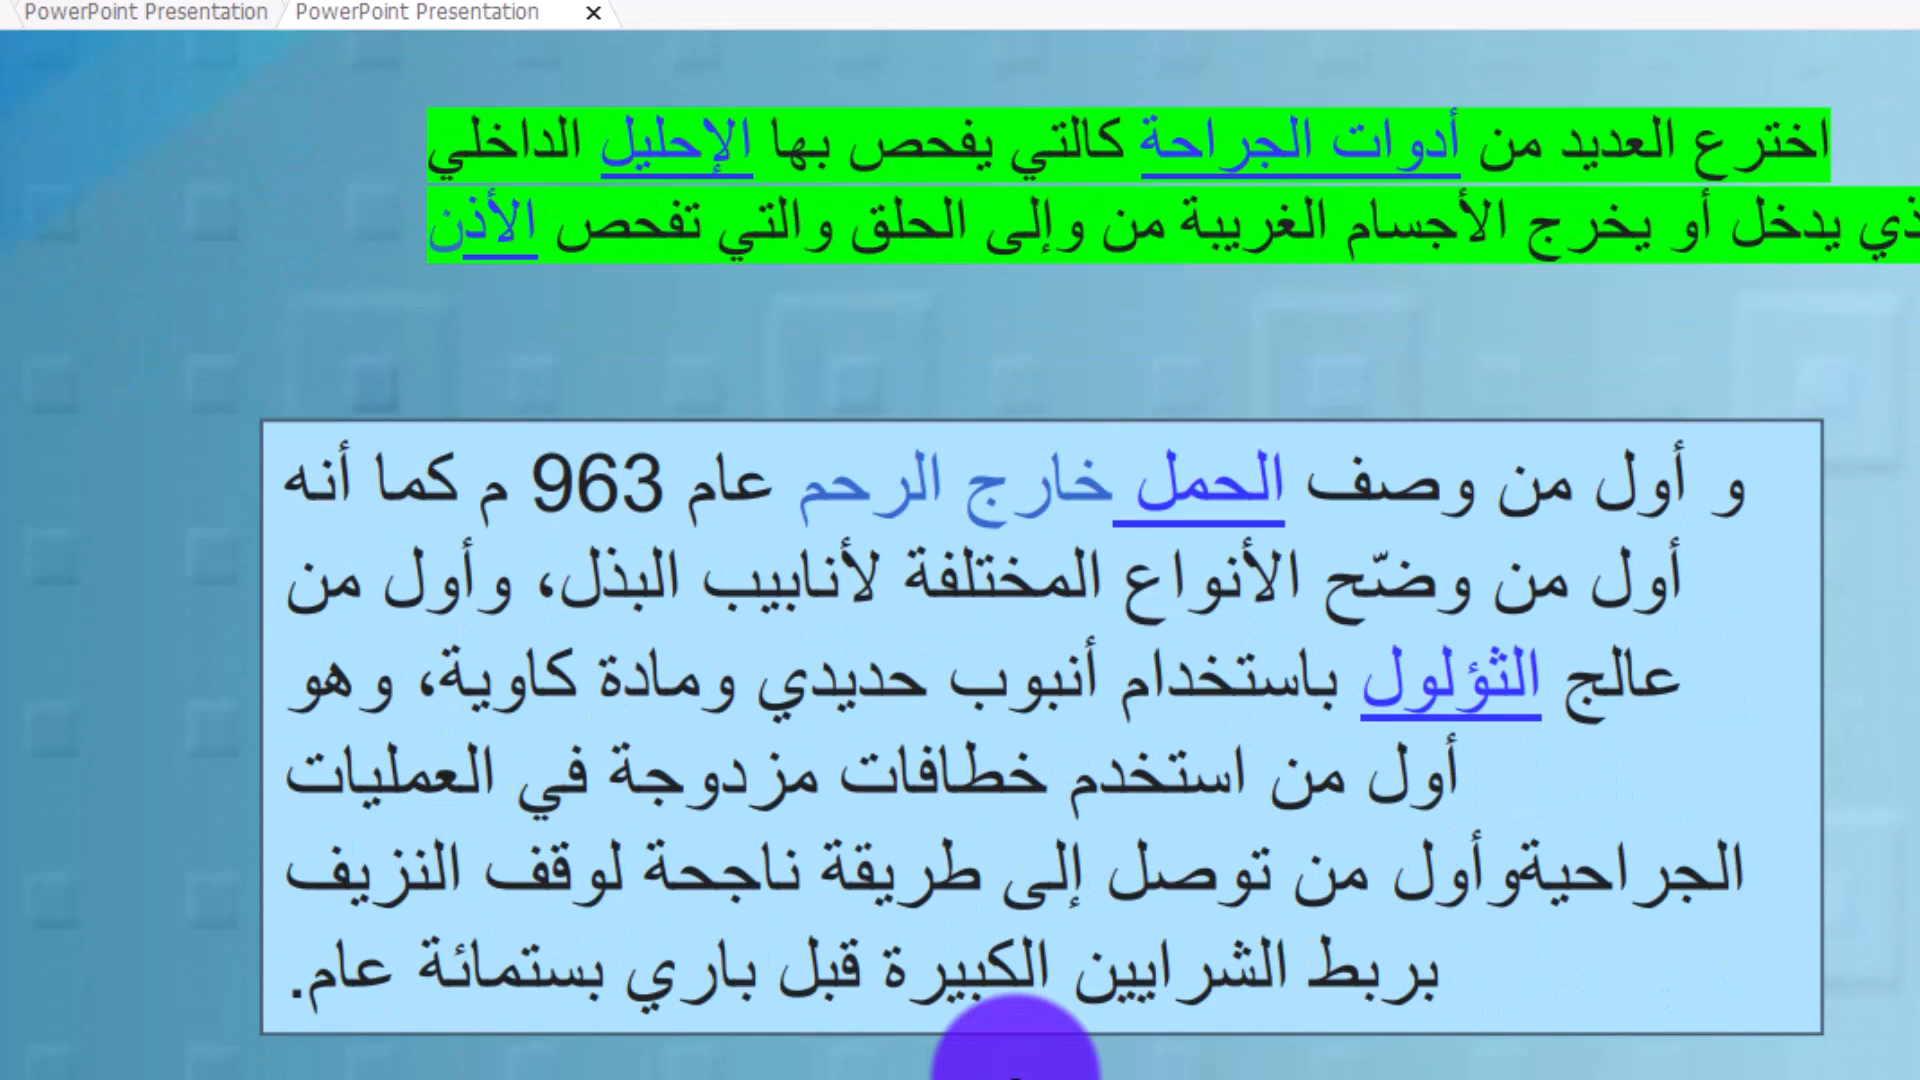 PowerPoint Presentation
PowerPoint Presentation
اخترع العديد من أدوات الجراحة كالتي يفحص بها الإحليل الداخلي
يدخل أو يخرج الأجسام الغريبة من وإلى الحلق والتي تفحص الأذن
و أول من وصف الحمل خارج الرحم عام 963 م كما أنه
أول من وضّح الأنواع المختلفة لأنابيب البذل، وأول من
عالج الثؤلول باستخدام أنبوب حديدي ومادة كاوية، وهو
أول من استخدم خطافات مزدوجة في العمليات
الجراحيةوأول من توصل إلى طريقة ناجحة لوقف النزيف
بربط الشرايين الكبيرة قبل باري بستمائة عام.